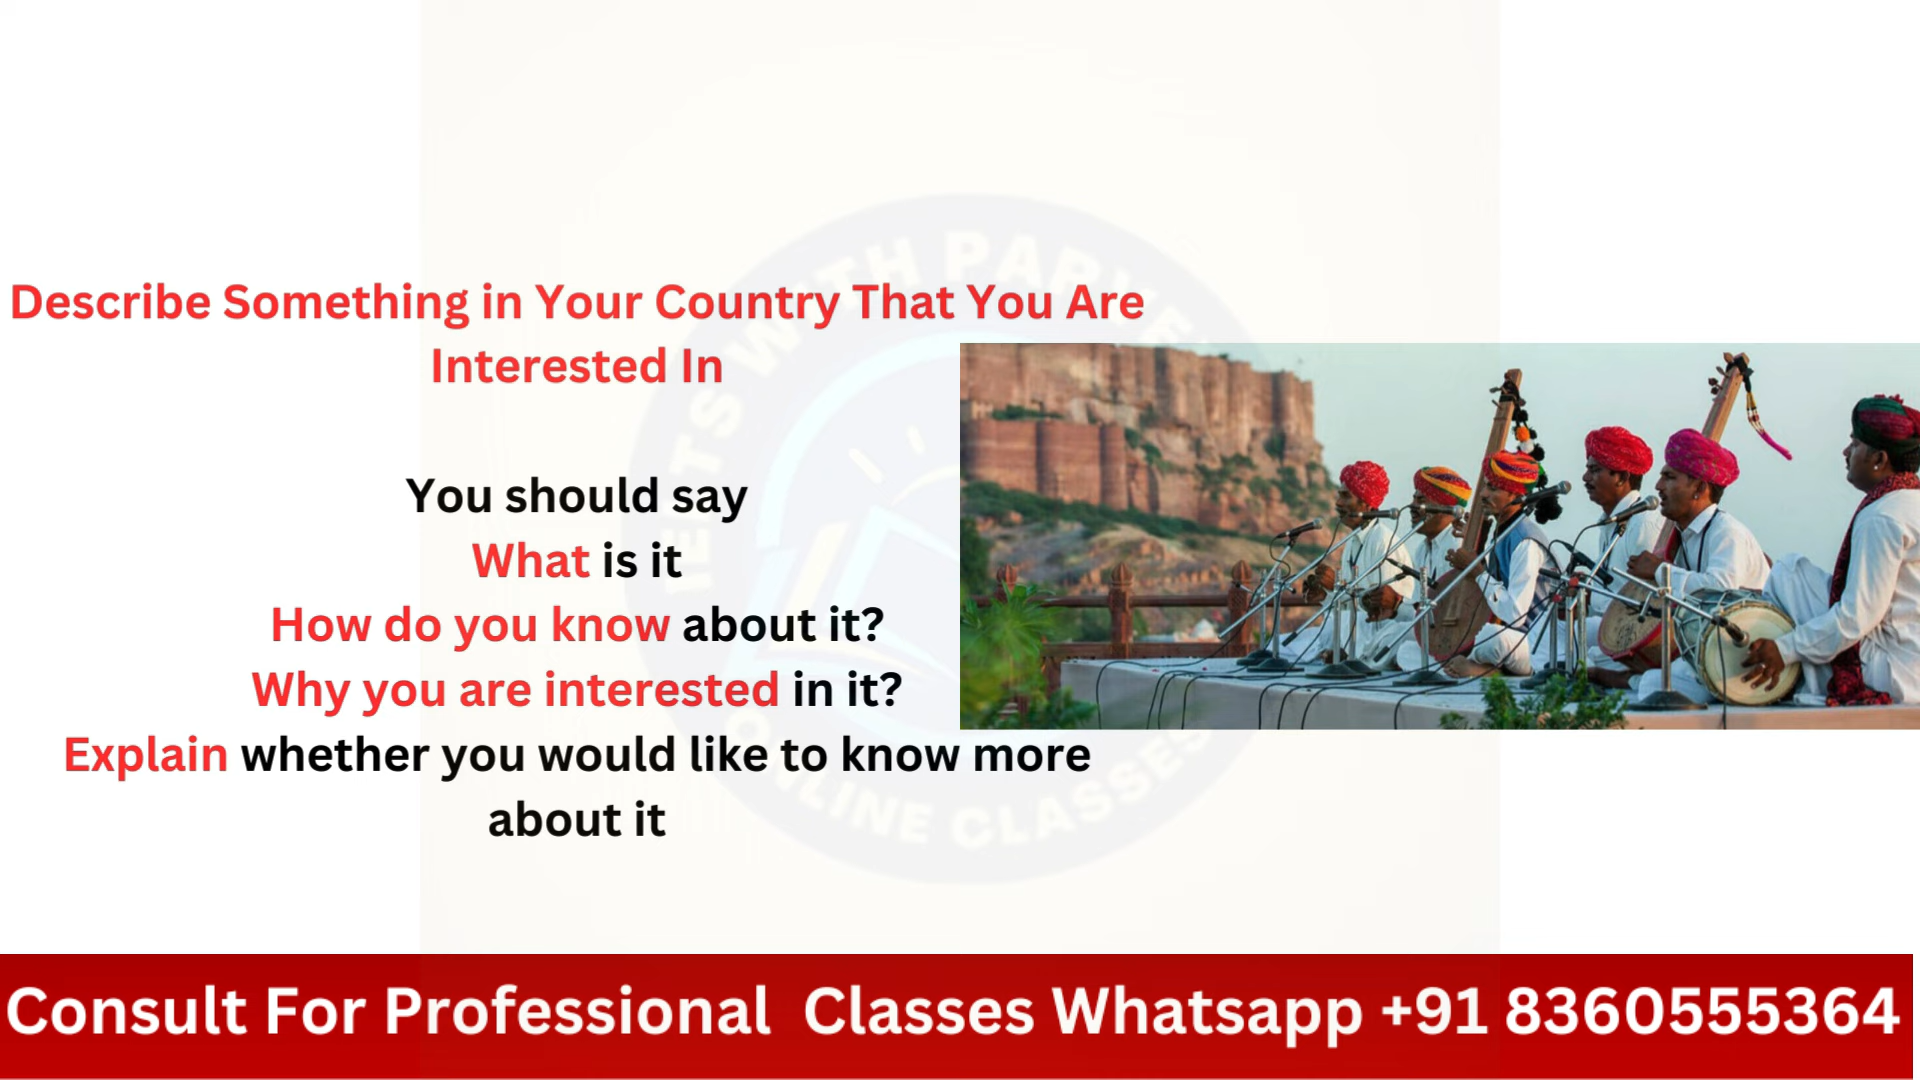 Describe Something in Your Country That You Are
Interested In
You should say
What is it
How do you know about it?
Why you are interested in it?
Explain whether you would like to know more
about it
ONLINE CLASSES
Consult For Professional Classes Whatsapp +91 8360555364